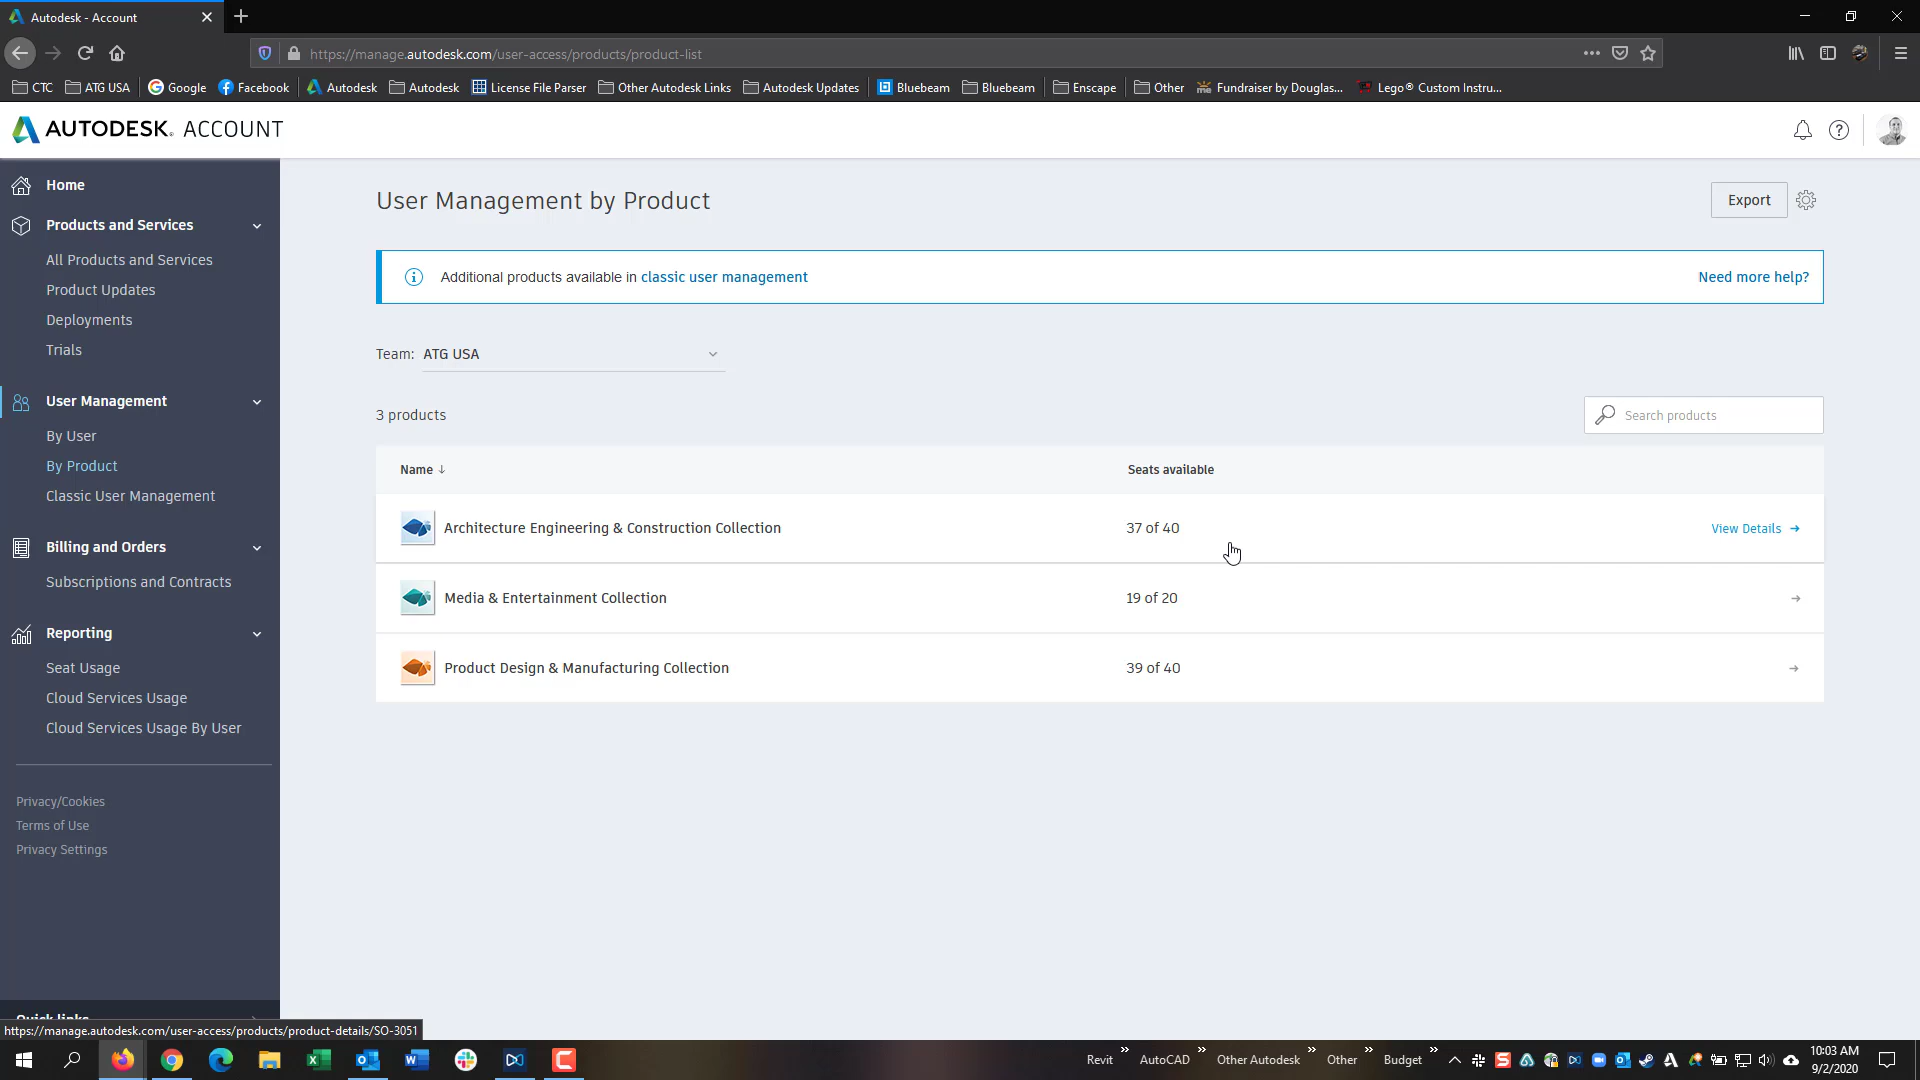 Autodesk - Account
https://manage.autodesk.com/user-access/products/product-list
CTC
ATG USA
Google
Facebook
Autodesk
Autodesk
License File Parser
Other Autodesk Links
Autodesk Updates
Bluebeam
Bluebeam
Enscape
Other
Fundraiser by Douglas...
Lego® Custom Instru...
AUTODESK. ACCOUNT
Home
Products and Services
All Products and Services
Product Updates
Deployments
Trials
User Management
By User
By Product
Classic User Management
Billing and Orders
Subscriptions and Contracts
Reporting
Seat Usage
Cloud Services Usage
Cloud Services Usage By User
Privacy/Cookies
Terms of Use
Privacy Settings
Quick links
User Management by Product
Export
Additional products available in classic user management
Need more help?
Team: ATG USA
3 products
Search products
Name ↓
Seats available
Architecture Engineering & Construction Collection
37 of 40
View Details →
Media & Entertainment Collection
19 of 20
Product Design & Manufacturing Collection
39 of 40
https://manage.autodesk.com/user-access/products/product-details/SO-3051
Revit
AutoCAD
Other Autodesk
Other
Budget
10:03 AM
9/2/2020